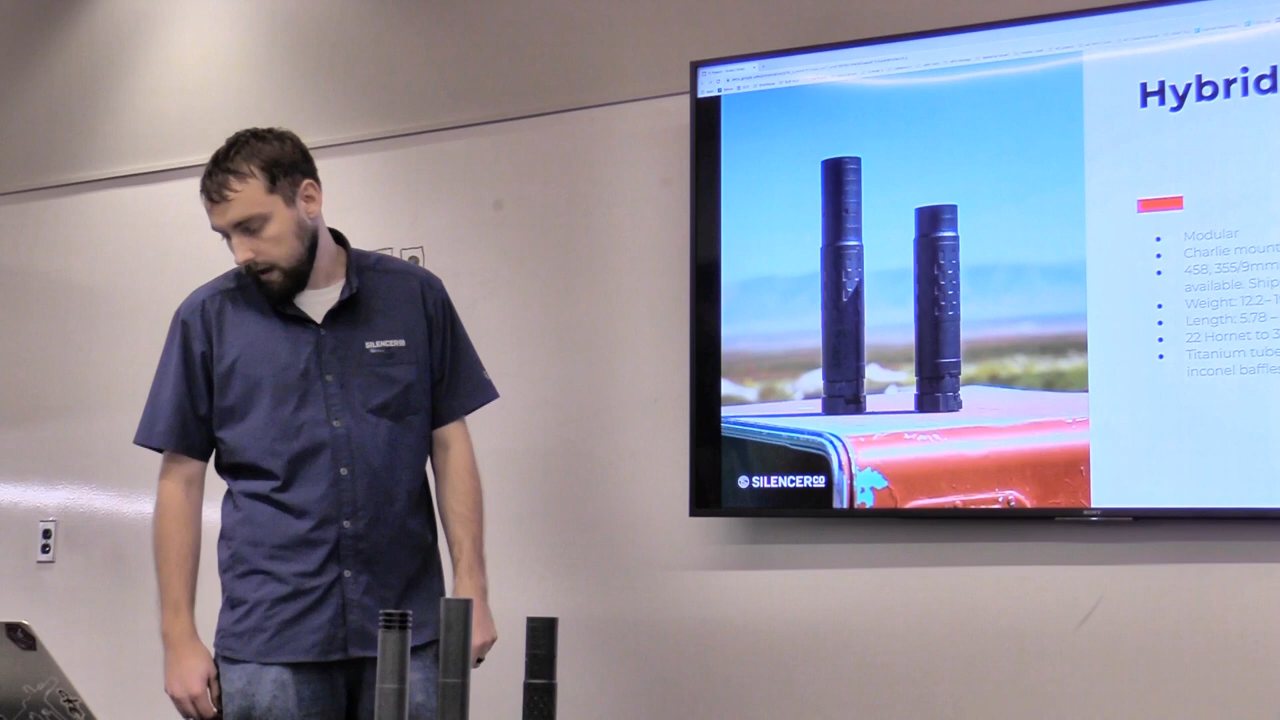 Hybrid
Modular
Charlie mount
458, 355/9mm
available. Ship
Weight: 12.2–1
Length: 5.78 –
22 Hornet to 3
Titanium tube
inconel baffles
SILENCERCO
SILENCERCO
SONY